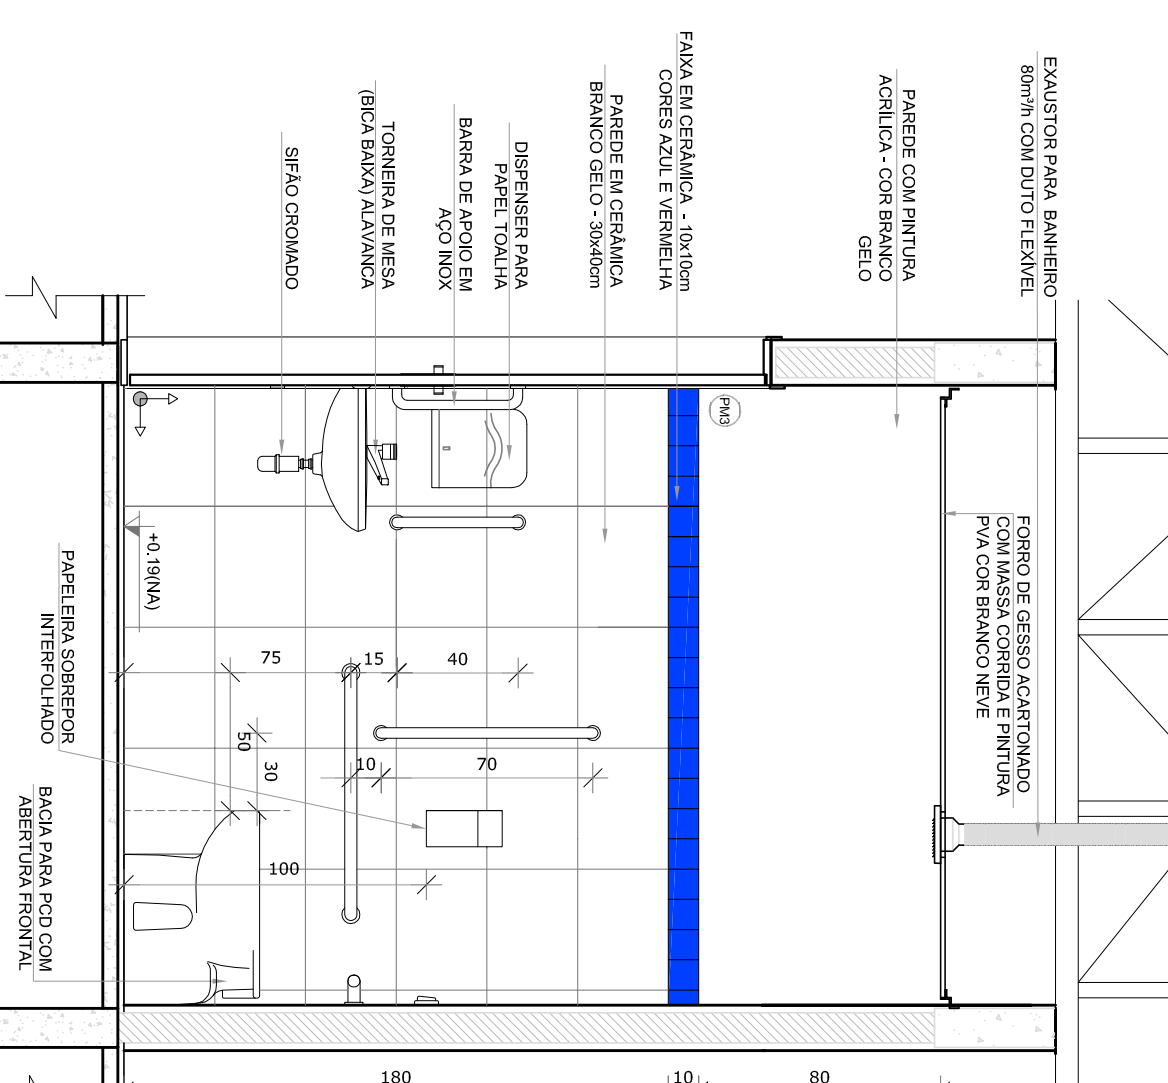 EXAUSTOR PARA BANHEIRO
80m³/h COM DUTO FLEXÍVEL
PAREDE COM PINTURA
ACRÍLICA - COR BRANCO
GELO
FAIXA EM CERÂMICA - 10x10cm
CORES AZUL E VERMELHA
PAREDE EM CERÂMICA
BRANCO GELO - 30x40cm
DISPENSER PARA
PAPEL TOALHA
BARRA DE APOIO EM
AÇO INOX
TORNEIRA DE MESA
(BICA BAIXA) ALAVANCA
SIFÃO CROMADO
PM3
FORRO DE GESSO ACARTONADO
COM MASSA CORRIDA E PINTURA
PVA COR BRANCO NEVE
+0.19(NA)
PAPELEIRA SOBREPOR
INTERFOLHADO
BACIA PARA PCD COM
ABERTURA FRONTAL
75
15
40
50
30
10
70
100
180
10
80